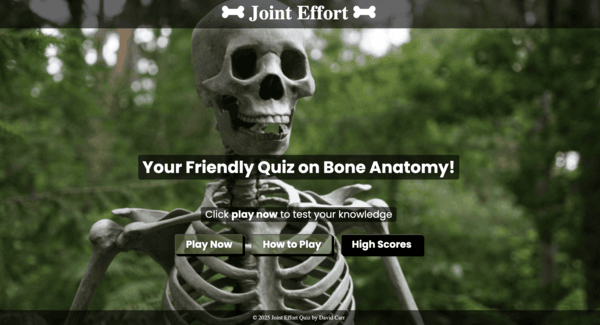 Joint Effort
Your Friendly Quiz on Bone Anatomy!
Click play now to test your knowledge
Play Now
How to Play
High Scores
© 2025 Joint Effort Quiz by David Carr